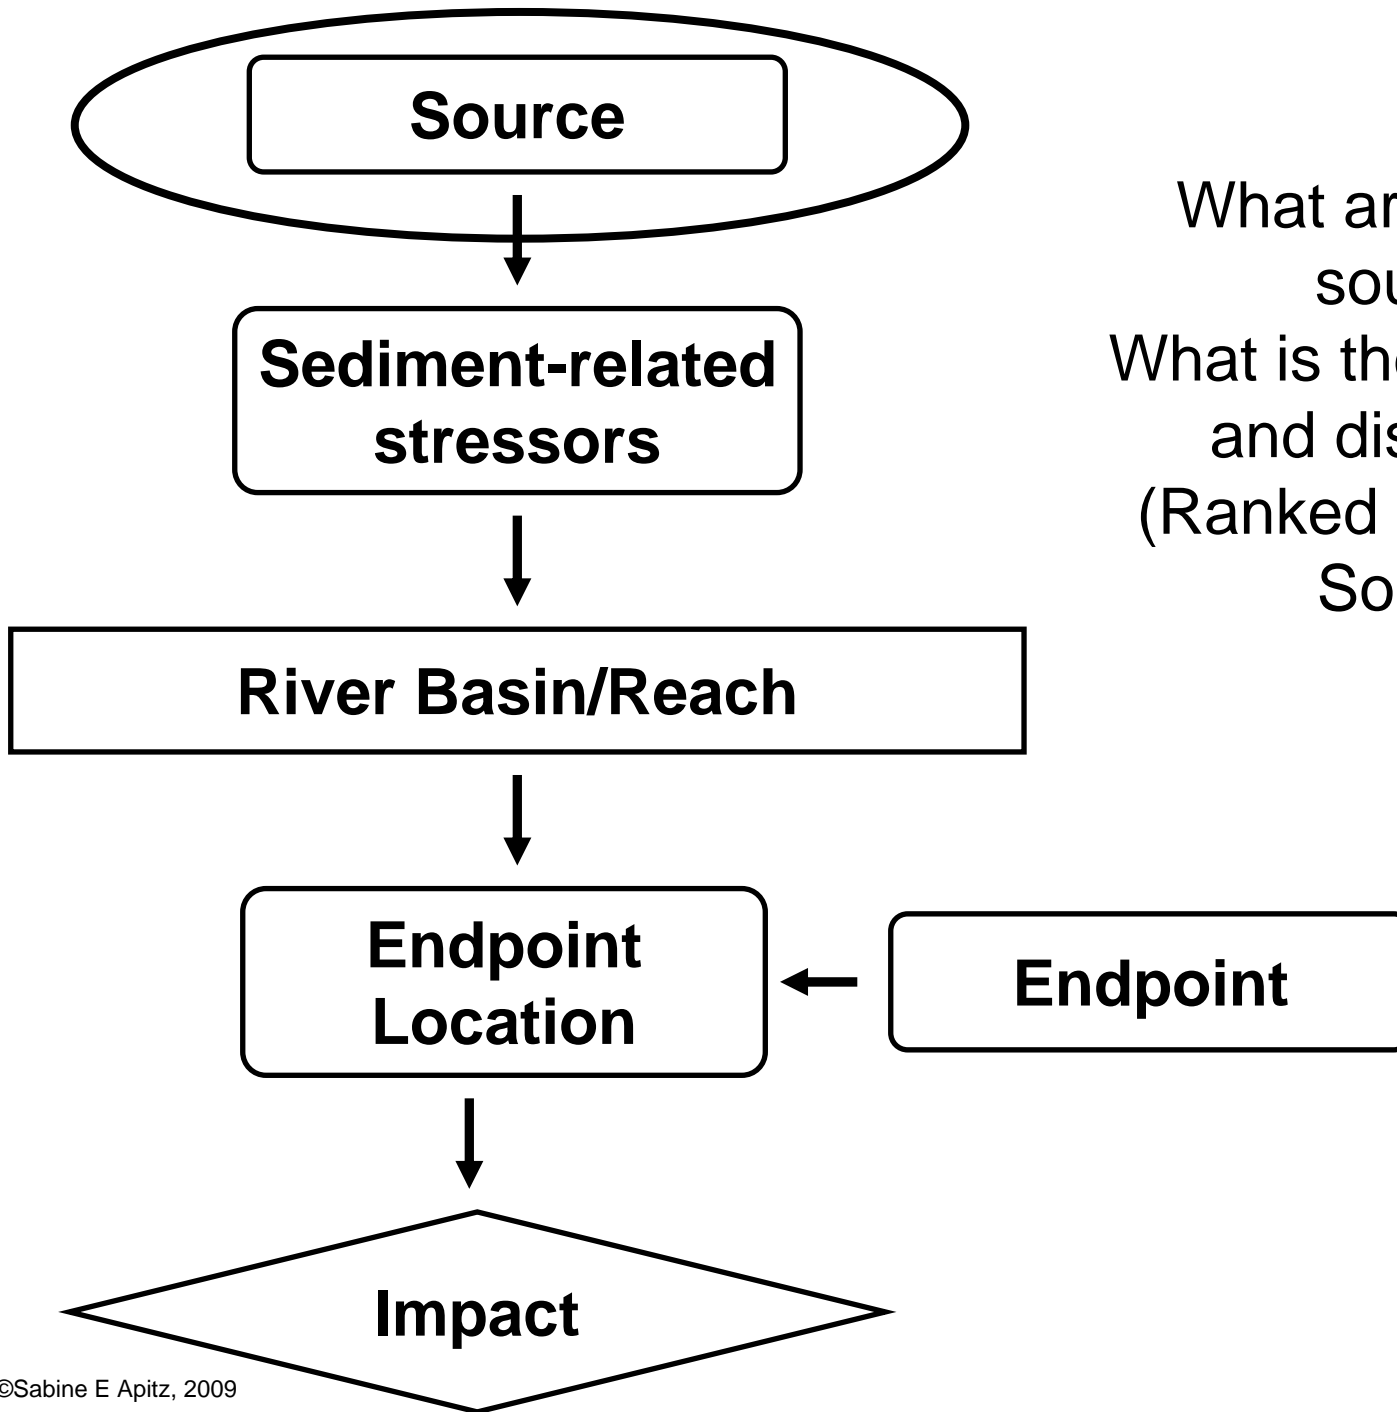 Source
What ar
sou
Sediment-related
stressors
What is the
and dis
(Ranked
So
River Basin/Reach
Endpoint
Location
Endpoint
Impact
©Sabine E Apitz, 2009